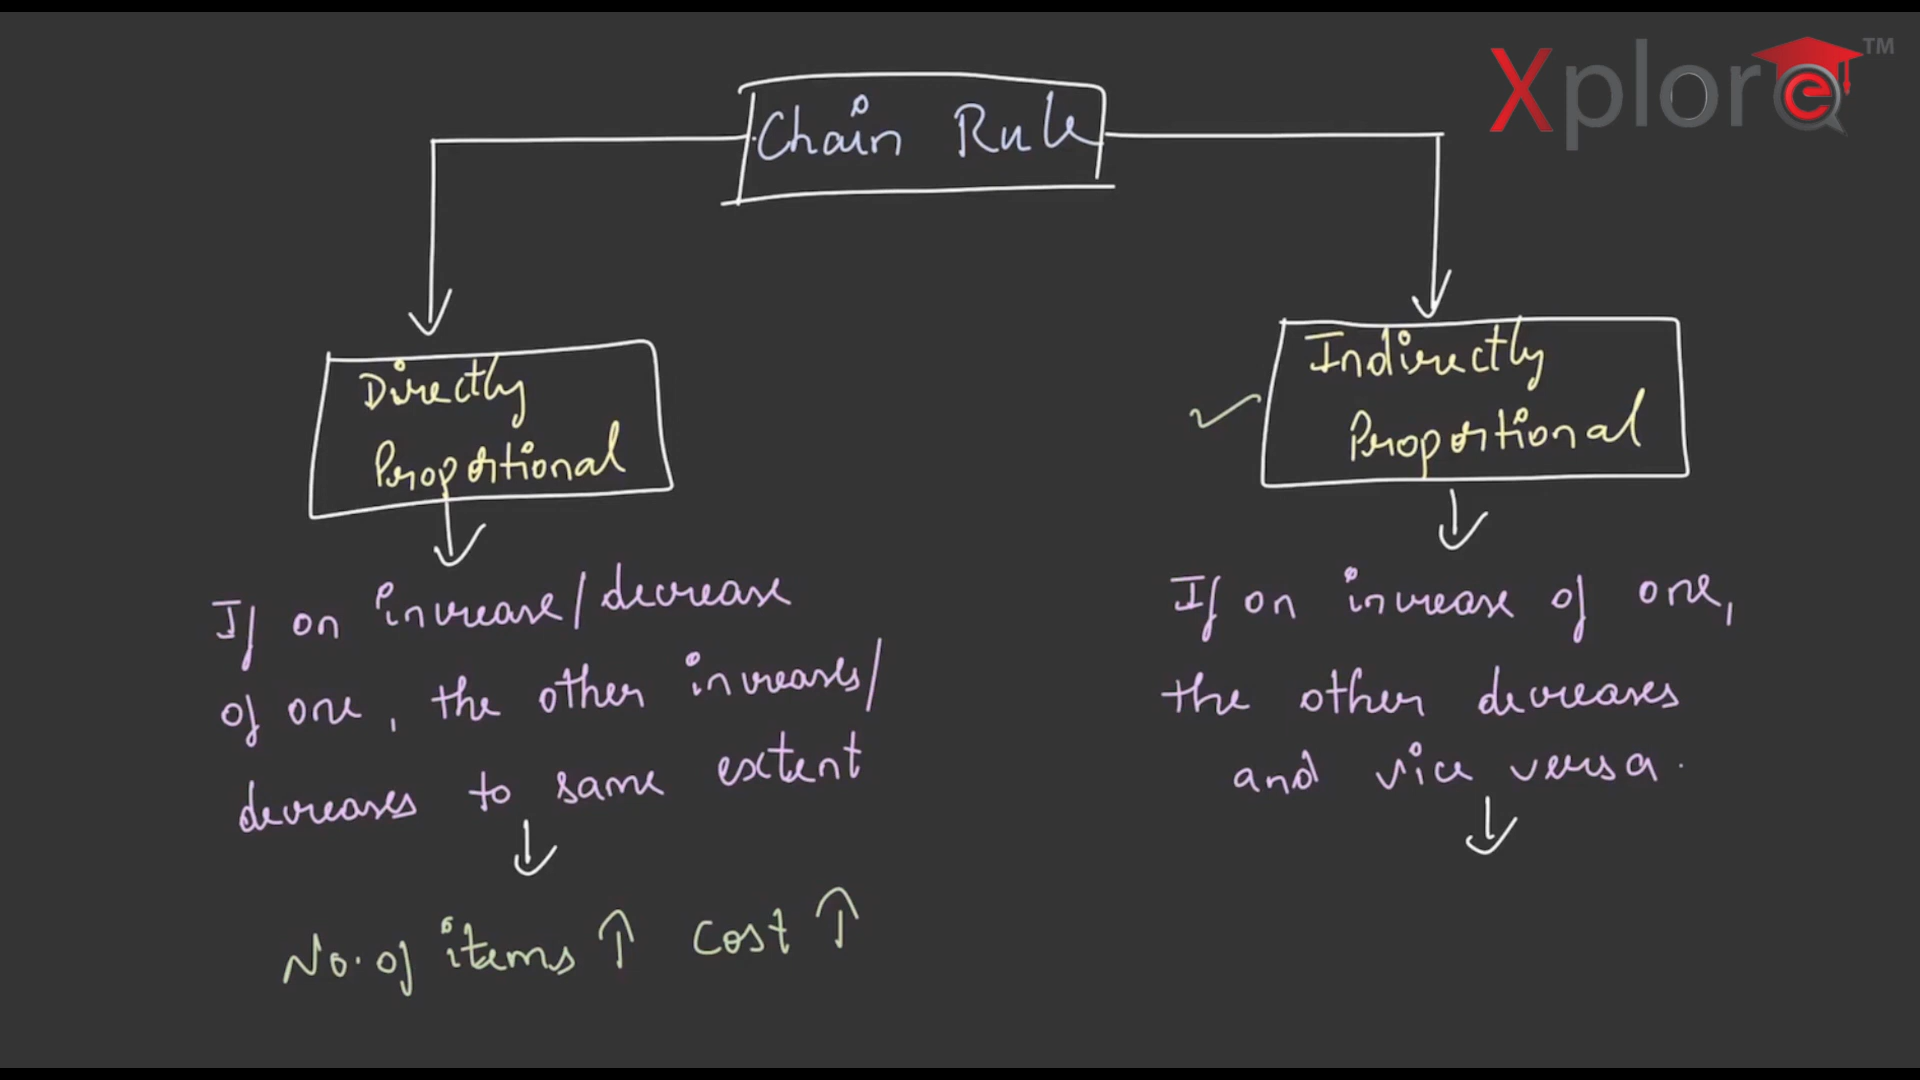 Xplore TM
Chain Rule
Directly
Proportional
Indirectly
Proportional
If on increase/decrease
of one, the other increases/
decreases to same extent
No. of items ↑ Cost ↑
If on increase of one,
the other decreases
and vice versa.